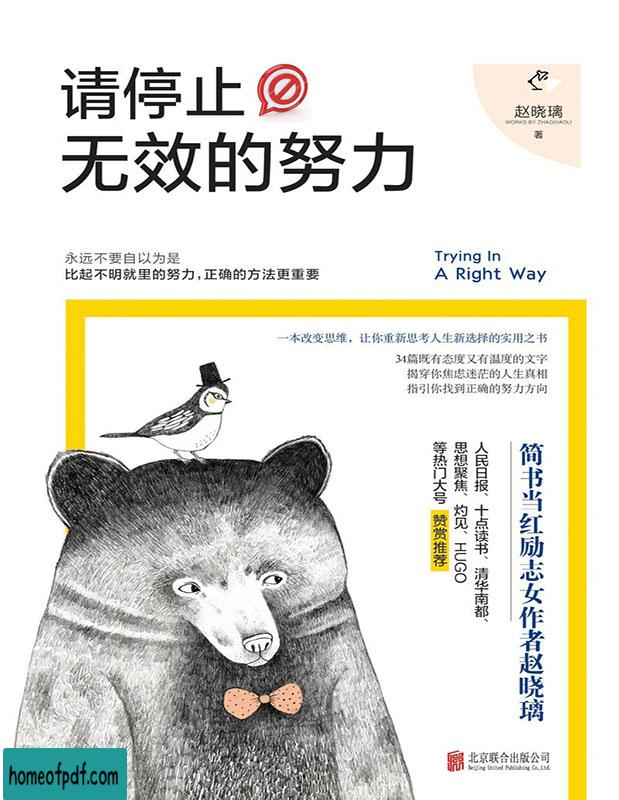 请停止
无效的努力
赵晓璃
WORKS BY ZHAOXIAOLI
著
永远不要自以为是
比起不明就里的努力，正确的方法更重要
Trying In
A Right Way
一本改变思维，让你重新思考人生新选择的实用之书
34篇既有态度又有温度的文字
揭穿你焦虑迷茫的人生真相
指引你找到正确的努力方向
简书当红励志女作者赵晓璃
人民日报、十点读书、清华南都、
思想聚焦、灼见、HUGO
等热门大号 赞赏推荐
北京联合出版公司
Beijing United Publishing Co.,Ltd.
homeofpdf.com